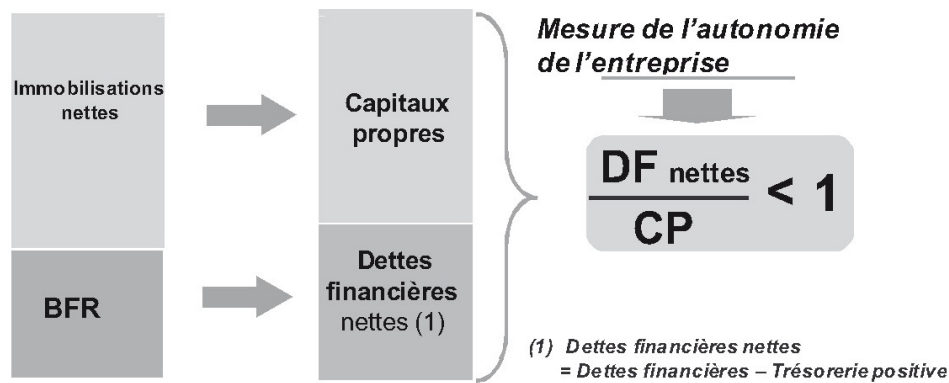 Immobilisations
nettes
BFR
Capitaux
propres
Dettes
financières
nettes (1)
Mesure de l'autonomie
de l'entreprise
DF nettes
CP
< 1
(1) Dettes financières nettes
= Dettes financières – Trésorerie positive